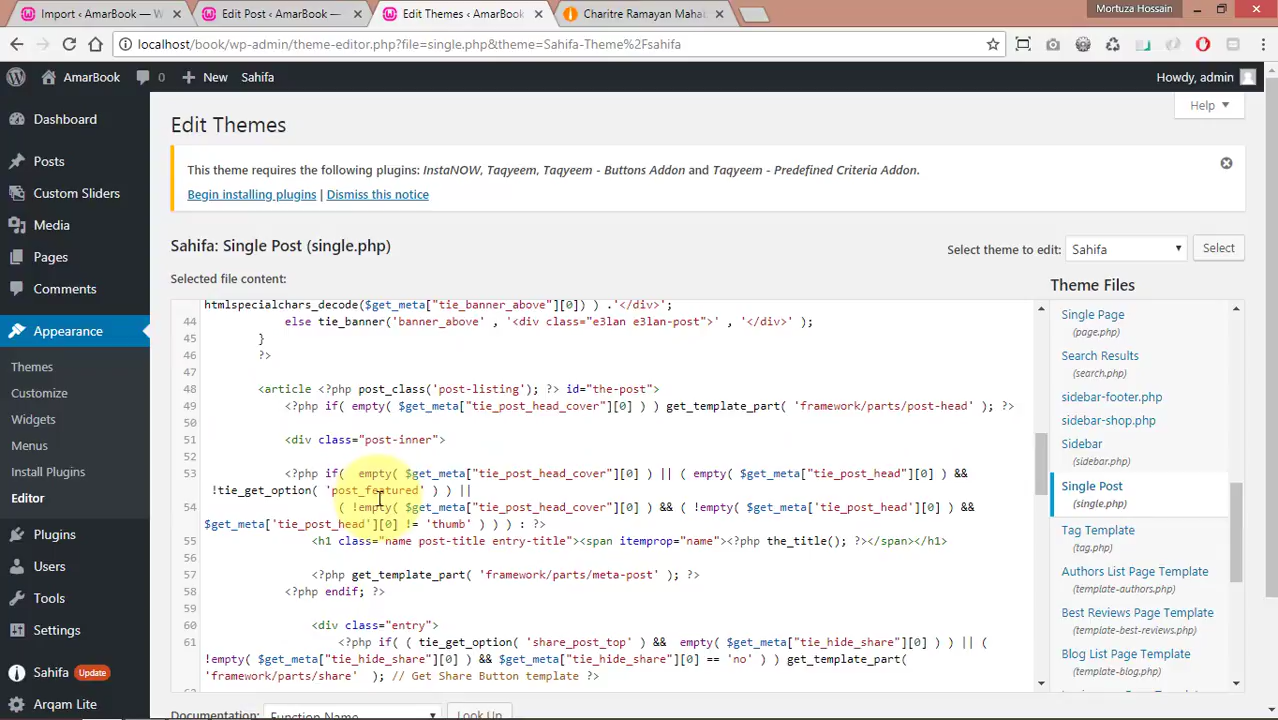 Mortuza Hossain
Import ‹ AmarBook — W
Edit Post ‹ AmarBook —
Edit Themes ‹ AmarBook
Charitre Ramayan Mahab
localhost/book/wp-admin/theme-editor.php?file=single.php&theme=Sahifa-Theme%2Fsahifa
AmarBook
0
New
Sahifa
Howdy, admin
Dashboard
Posts
Custom Sliders
Media
Pages
Comments
Appearance
Themes
Customize
Widgets
Menus
Install Plugins
Editor
Plugins
Users
Tools
Settings
Sahifa Update
Arqam Lite
Help
Edit Themes
This theme requires the following plugins: InstaNOW, Taqyeem, Taqyeem - Buttons Addon and Taqyeem - Predefined Criteria Addon.
Begin installing plugins | Dismiss this notice
Sahifa: Single Post (single.php)
Select theme to edit: Sahifa Select
Selected file content:
htmlspecialchars_decode($get_meta["tie_banner_above"][0]) ) .'</div>';
44 else tie_banner('banner_above' , '<div class="e3lan e3lan-post">' , '</div>' );
45 }
46 ?>
47
48 <article <?php post_class('post-listing'); ?> id="the-post">
49 <?php if( empty( $get_meta["tie_post_head_cover"][0] ) ) get_template_part( 'framework/parts/post-head' ); ?>
50
51 <div class="post-inner">
52
53 <?php if( empty( $get_meta["tie_post_head_cover"][0] ) || ( empty( $get_meta["tie_post_head"][0] ) &&
!tie_get_option( 'post_featured' ) ) ||
54 ( !empty( $get_meta["tie_post_head_cover"][0] ) && ( !empty( $get_meta['tie_post_head'][0] ) &&
$get_meta['tie_post_head'][0] != 'thumb' ) ) ) : ?>
55 <h1 class="name post-title entry-title"><span itemprop="name"><?php the_title(); ?></span></h1>
56
57 <?php get_template_part( 'framework/parts/meta-post' ); ?>
58 <?php endif; ?>
59
60 <div class="entry">
61 <?php if( ( tie_get_option( 'share_post_top' ) && empty( $get_meta["tie_hide_share"][0] ) ) || (
!empty( $get_meta["tie_hide_share"][0] ) && $get_meta["tie_hide_share"][0] == 'no' ) ) get_template_part(
'framework/parts/share' ); // Get Share Button template ?>
Documentation: Function Name Look Up
Theme Files
Single Page
(page.php)
Search Results
(search.php)
sidebar-footer.php
sidebar-shop.php
Sidebar
(sidebar.php)
Single Post
(single.php)
Tag Template
(tag.php)
Authors List Page Template
(template-authors.php)
Best Reviews Page Template
(template-best-reviews.php)
Blog List Page Template
(template-blog.php)